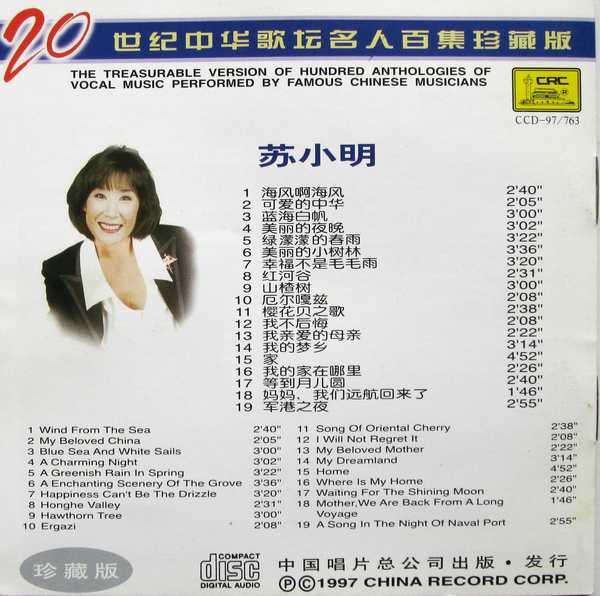 20 世纪中华歌坛名人百集珍藏版
THE TREASURABLE VERSION OF HUNDRED ANTHOLOGIES OF
VOCAL MUSIC PERFORMED BY FAMOUS CHINESE MUSICIANS
CRC
CCD-97/763
苏小明
1 海风啊海风 2'40"
2 可爱的中华 2'05"
3 蓝海白帆 3'00"
4 美丽的夜晚 3'02"
5 绿濛濛的春雨 3'22"
6 美丽的小树林 3'36"
7 幸福不是毛毛雨 3'20"
8 红河谷 2'31"
9 山楂树 3'00"
10 厄尔嘎兹 2'08"
11 樱花贝之歌 2'38"
12 我不后悔 2'08"
13 我亲爱的母亲 2'22"
14 我的梦乡 3'14"
15 家 4'52"
16 我的家在哪里 2'26"
17 等到月儿圆 2'40"
18 妈妈，我们远航回来了 1'46"
19 军港之夜 2'55"
1 Wind From The Sea 2'40"
2 My Beloved China 2'05"
3 Blue Sea And White Sails 3'00"
4 A Charming Night 3'02"
5 A Greenish Rain In Spring 3'22"
6 A Enchanting Scenery Of The Grove 3'36"
7 Happiness Can't Be The Drizzle 3'20"
8 Honghe Valley 2'31"
9 Hawthorn Tree 3'00"
10 Ergazi 2'08"
11 Song Of Oriental Cherry 2'38"
12 I Will Not Regret It 2'08"
13 My Beloved Mother 2'22"
14 My Dreamland 3'14"
15 Home 4'52"
16 Where Is My Home 2'26"
17 Waiting For The Shining Moon 2'40"
18 Mother,We Are Back From A Long 1'46"
Voyage
19 A Song In The Night Of Naval Port 2'55"
珍藏版
COMPACT
disc
DIGITAL AUDIO
中国唱片总公司出版·发行
Ⓟ©1997 CHINA RECORD CORP.